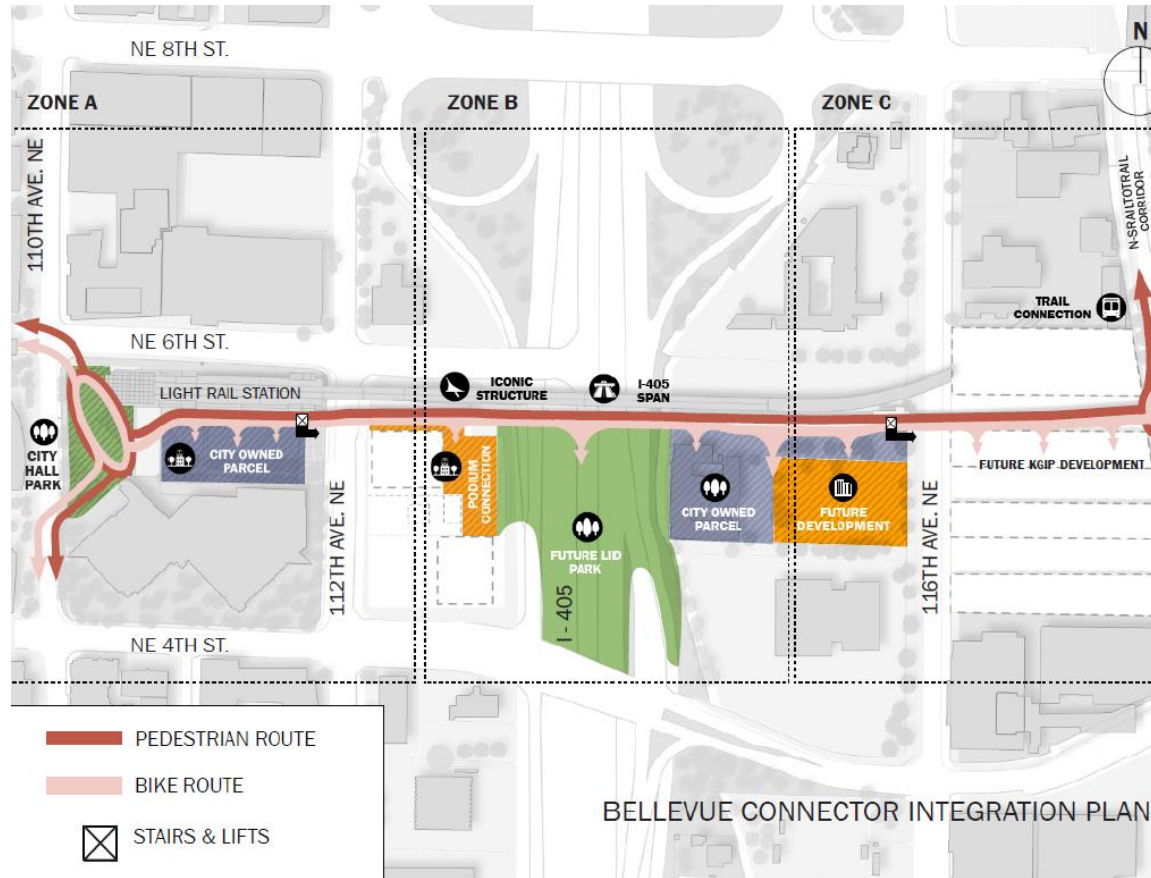 NE 8TH ST.
N
ZONE A
ZONE B
ZONE C
110TH AVE. NE
N-SRAILTOTRAIL
CORRIDOR
TRAIL
CONNECTION
NE 6TH ST.
LIGHT RAIL STATION
ICONIC
STRUCTURE
I-405
SPAN
CITY
HALL
PARK
CITY OWNED
PARCEL
PODIUM
CONNECTION
FUTURE LID
PARK
CITY OWNED
PARCEL
FUTURE
DEVELOPMENT
FUTURE KGIP DEVELOPMENT
112TH AVE. NE
I - 405
116TH AVE. NE
NE 4TH ST.
PEDESTRIAN ROUTE
BIKE ROUTE
STAIRS & LIFTS
BELLEVUE CONNECTOR INTEGRATION PLAN